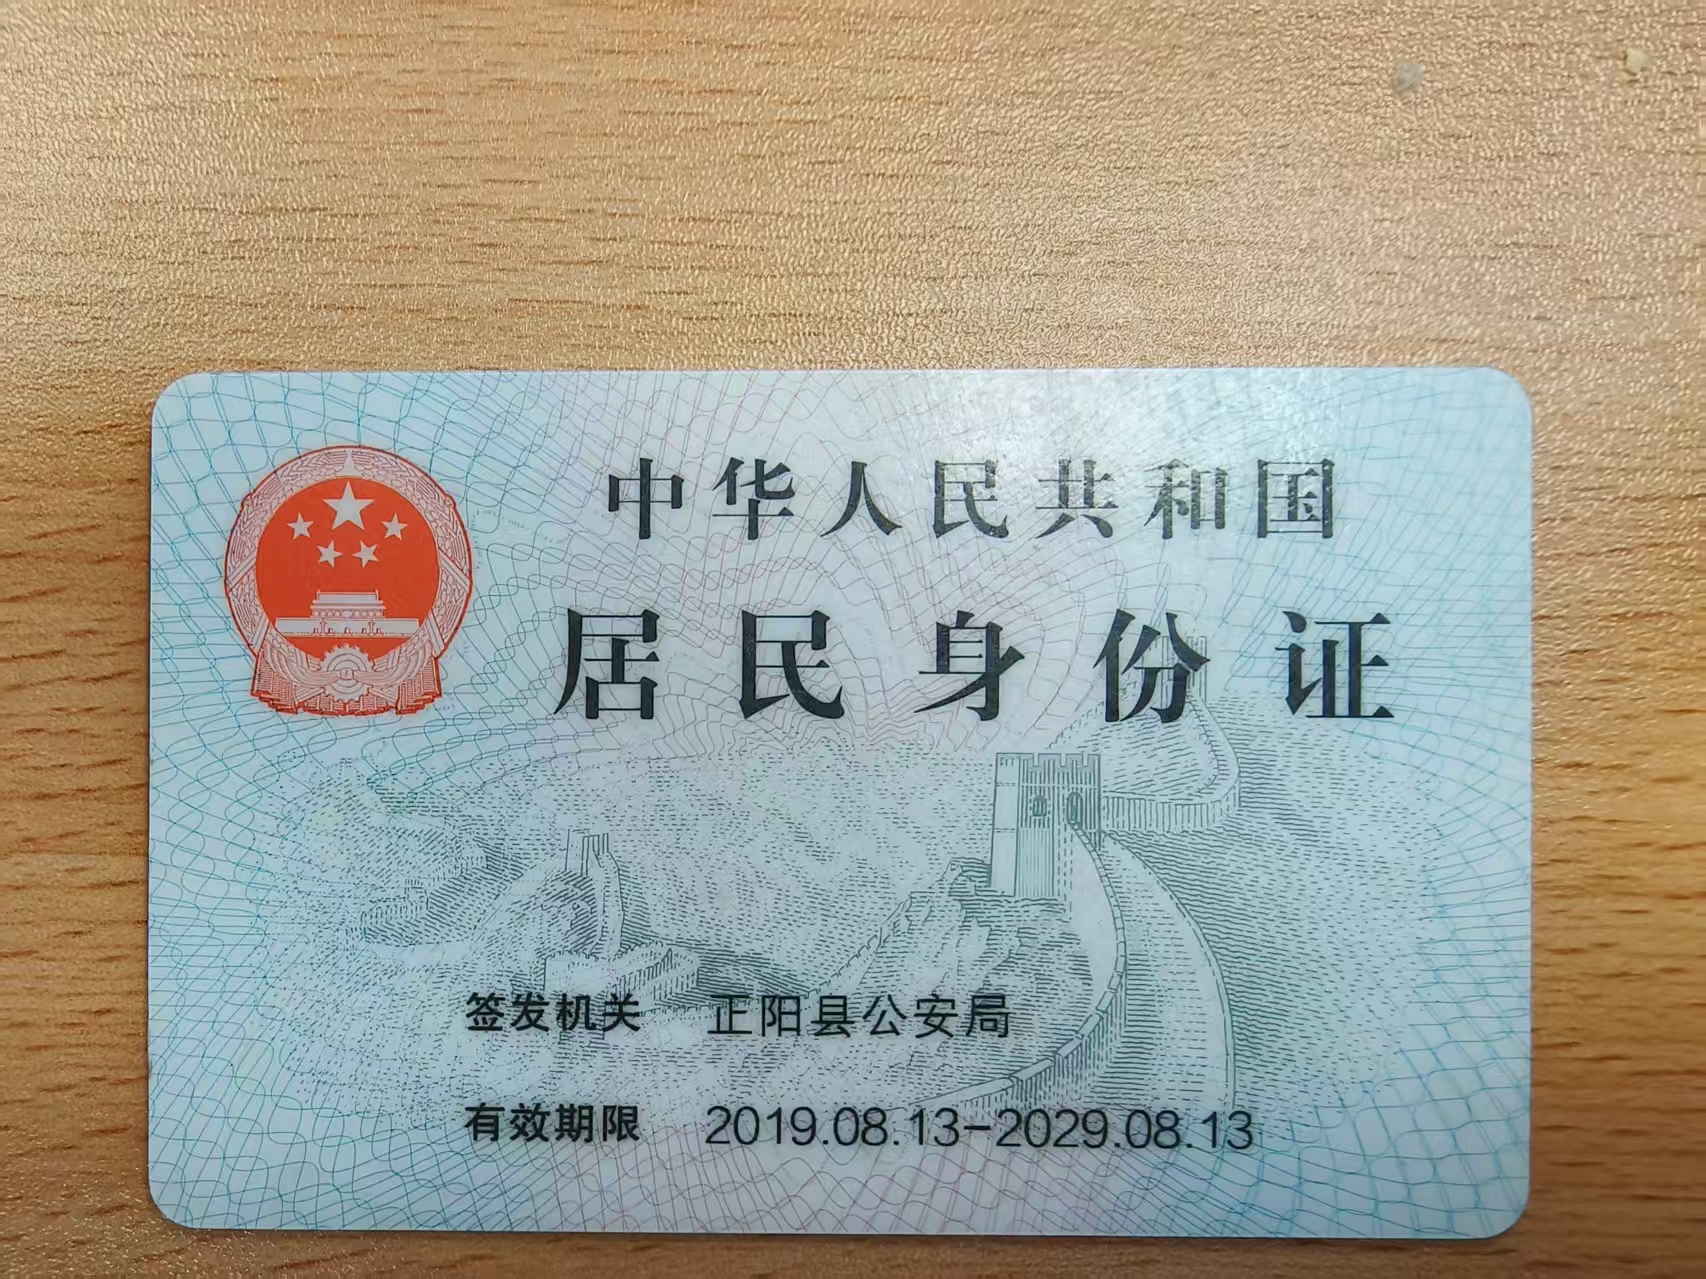 中华人民共和国
居民身份证
签发机关 正阳县公安局
有效期限 2019.08.13-2029.08.13